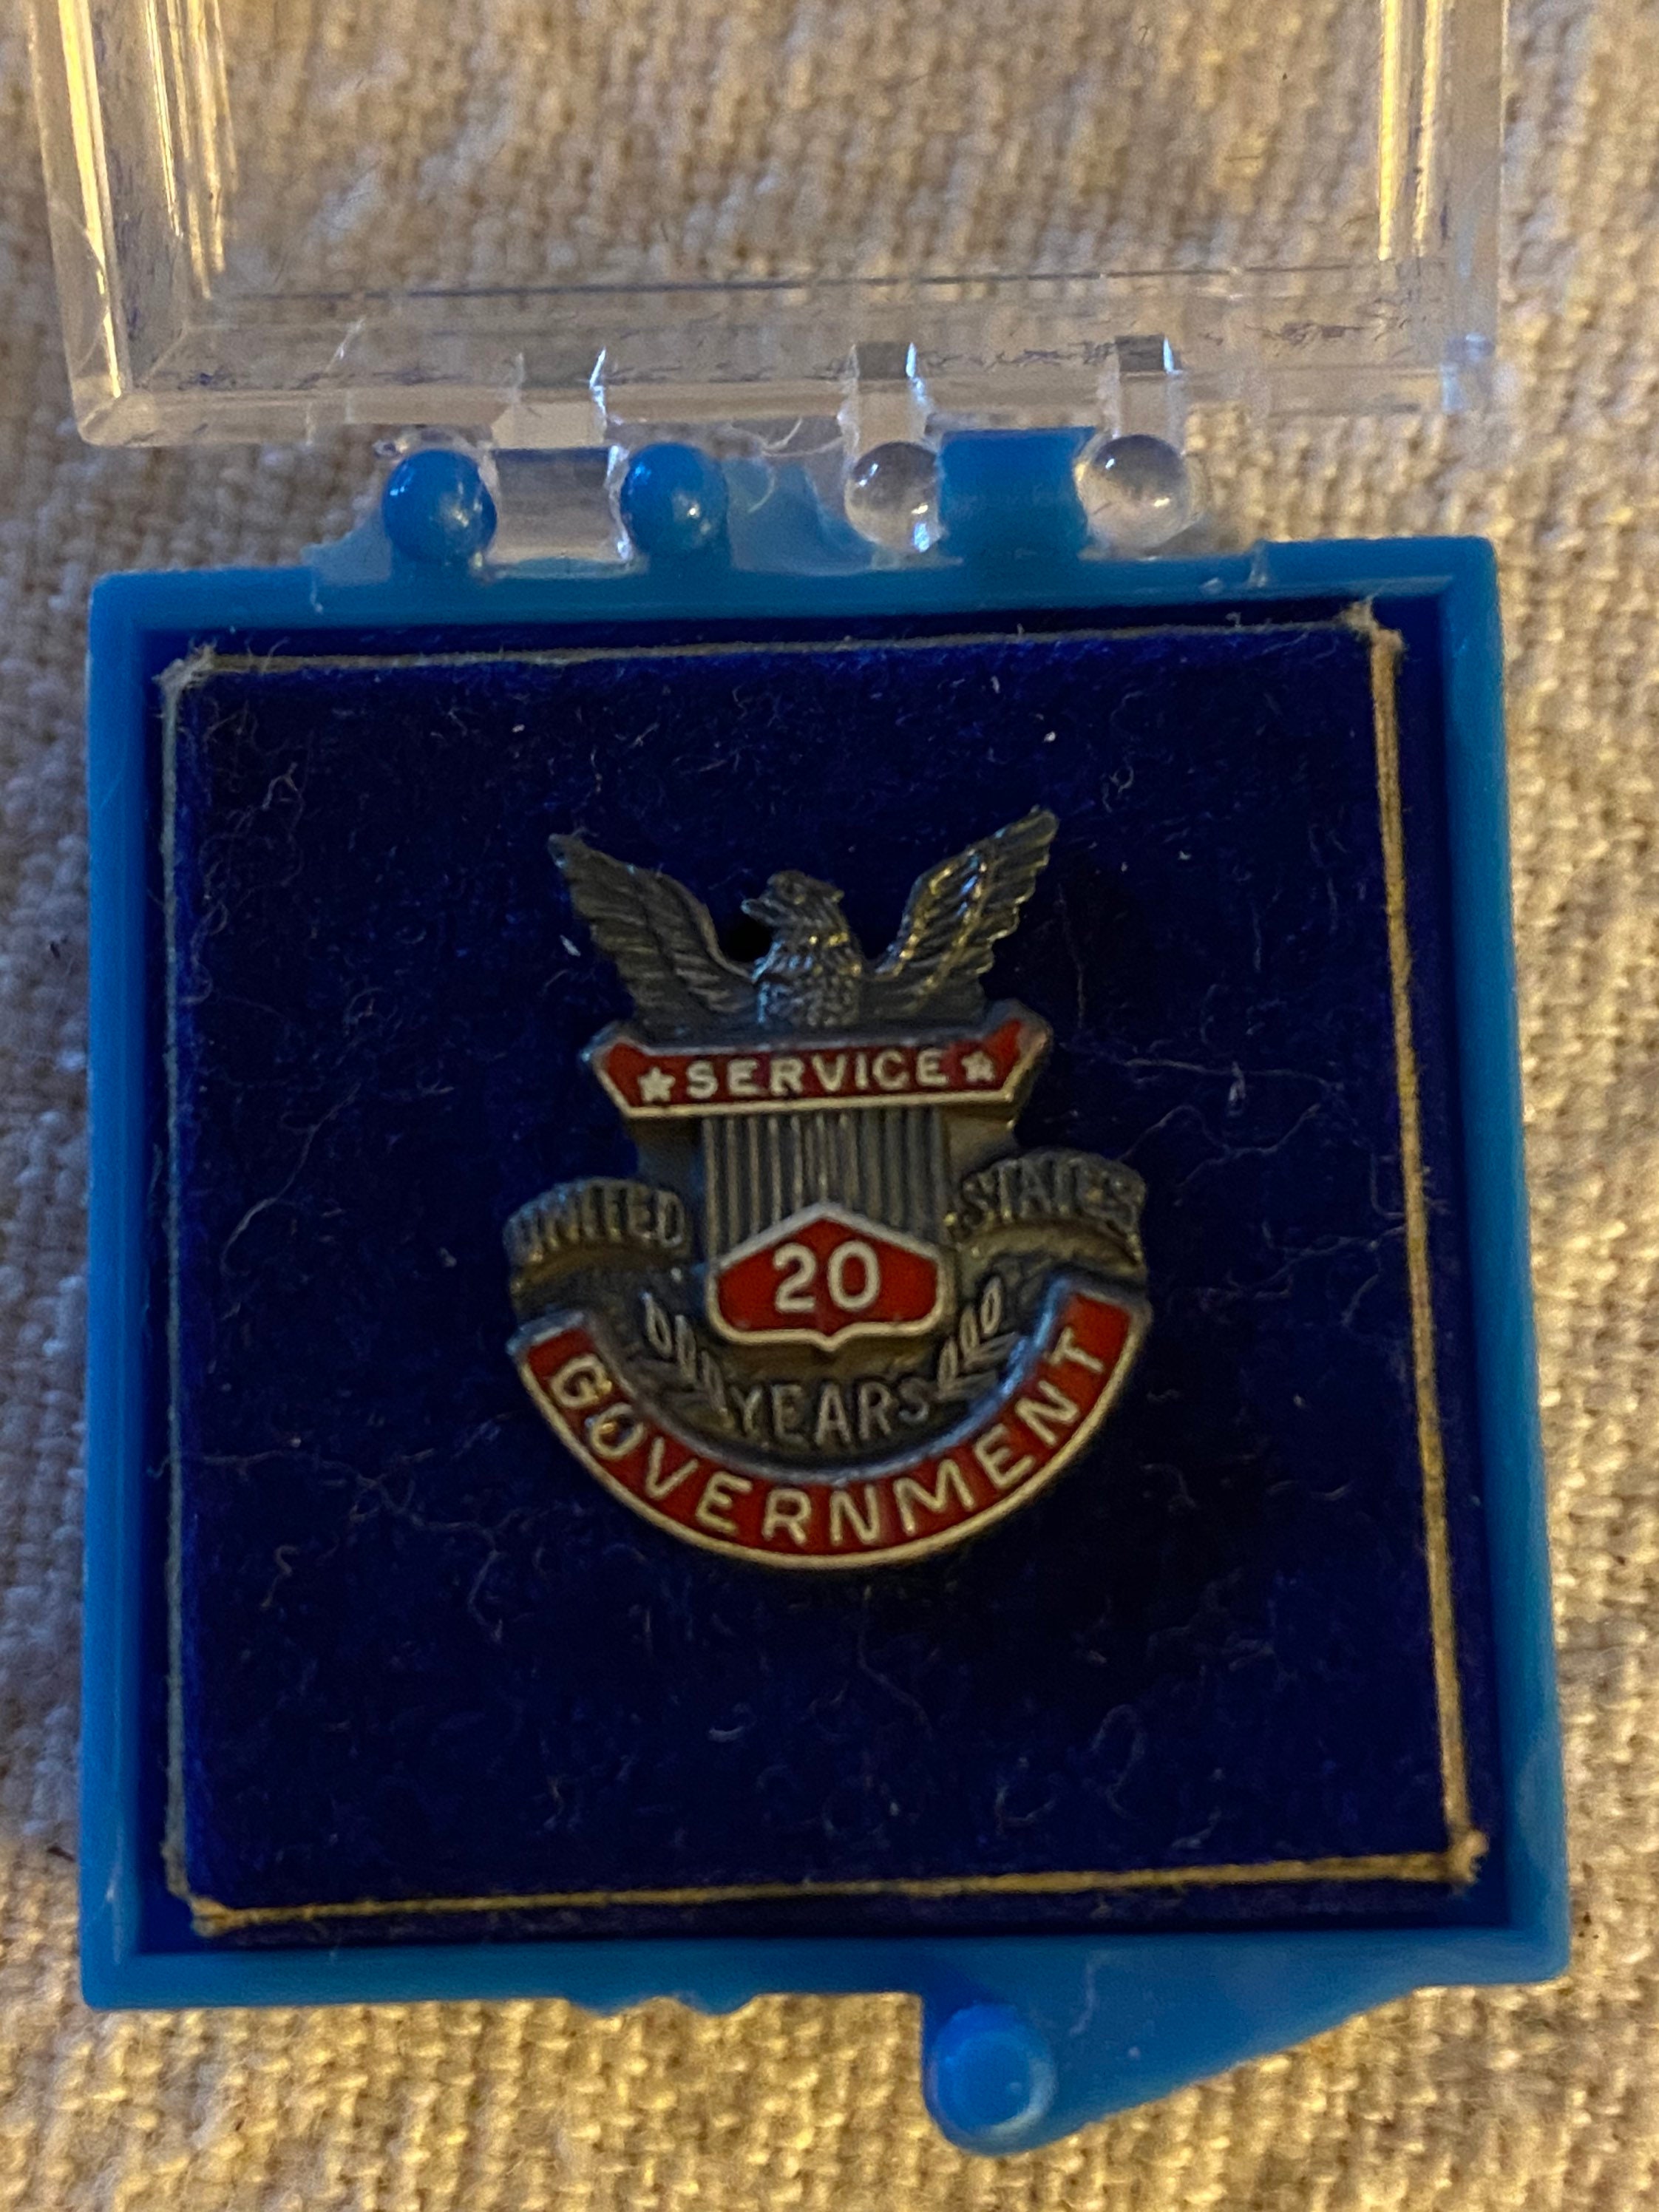 ★SERVICE★
UNITED STATES
20
YEARS
GOVERNMENT